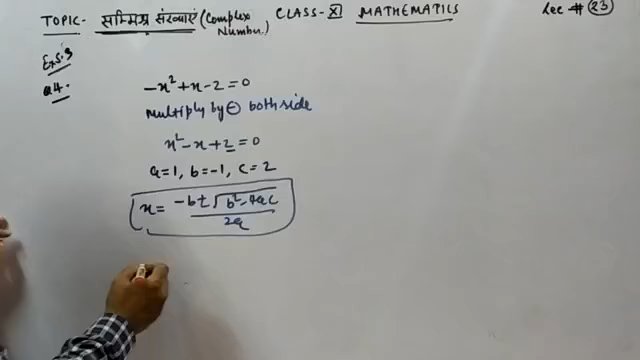 TOPIC- सम्मिश्र संख्याएं (Complex Number.) CLASS-XI MATHEMATICS Lec # 23
Ex 5.3
Q4.
-x² + x - 2 = 0
Multiply by ⊖ both side
x² - x + 2 = 0
a=1, b=-1, c=2
x = (-b ± √(b²-4ac)) / 2a